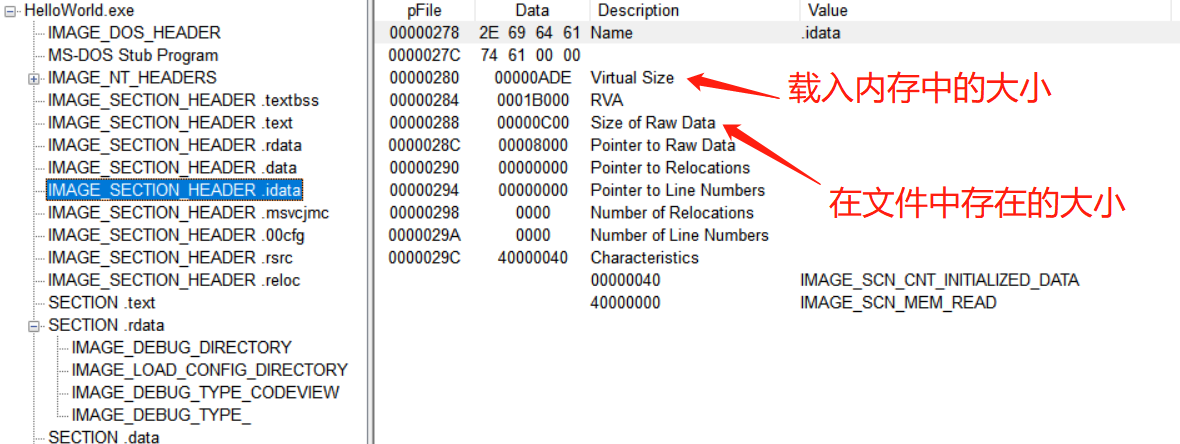 HelloWorld.exe
IMAGE_DOS_HEADER
MS-DOS Stub Program
IMAGE_NT_HEADERS
IMAGE_SECTION_HEADER .textbss
IMAGE_SECTION_HEADER .text
IMAGE_SECTION_HEADER .rdata
IMAGE_SECTION_HEADER .data
IMAGE_SECTION_HEADER .idata
IMAGE_SECTION_HEADER .msvcjmc
IMAGE_SECTION_HEADER .00cfg
IMAGE_SECTION_HEADER .rsrc
IMAGE_SECTION_HEADER .reloc
SECTION .text
SECTION .rdata
IMAGE_DEBUG_DIRECTORY
IMAGE_LOAD_CONFIG_DIRECTORY
IMAGE_DEBUG_TYPE_CODEVIEW
IMAGE_DEBUG_TYPE_
SECTION .data
pFile Data Description Value
00000278 2E 69 64 61 Name .idata
0000027C 74 61 00 00
00000280 00000ADE Virtual Size
00000284 0001B000 RVA
00000288 00000C00 Size of Raw Data
0000028C 00008000 Pointer to Raw Data
00000290 00000000 Pointer to Relocations
00000294 00000000 Pointer to Line Numbers
00000298 0000 Number of Relocations
0000029A 0000 Number of Line Numbers
0000029C 40000040 Characteristics
00000040 IMAGE_SCN_CNT_INITIALIZED_DATA
40000000 IMAGE_SCN_MEM_READ
载入内存中的大小
在文件中存在的大小